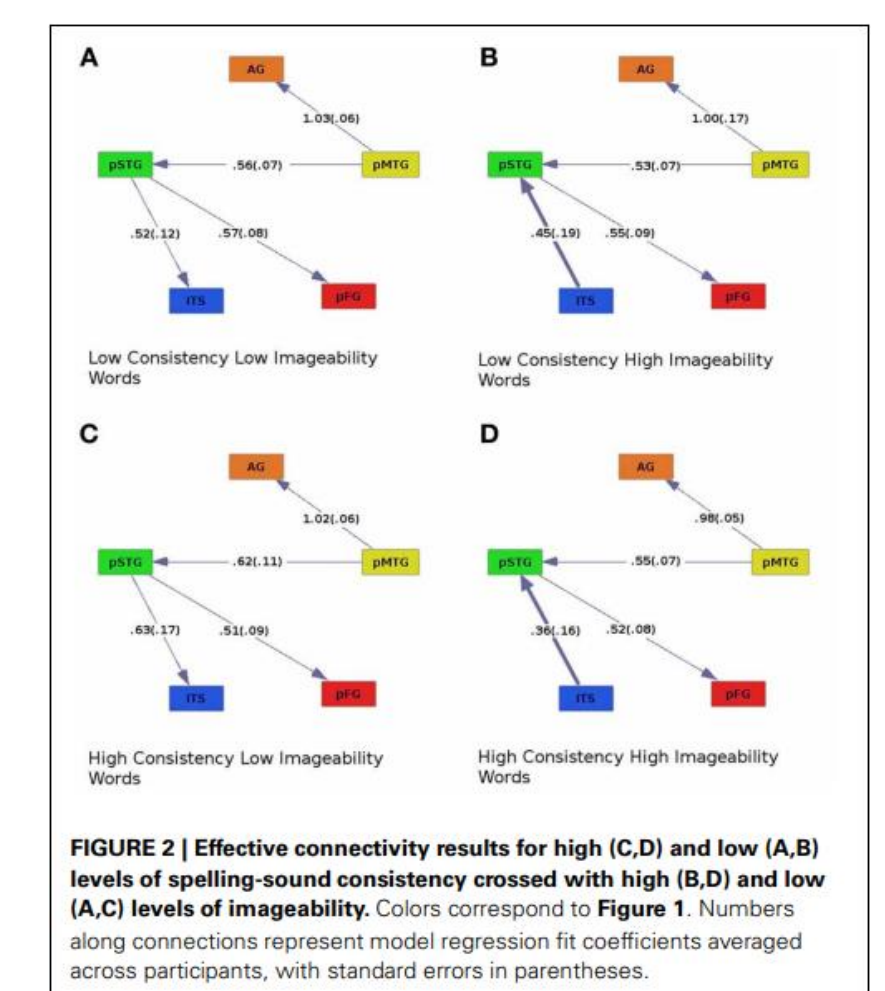 A
AG
1.03(.06)
pSTG
.56(.07)
pMTG
.52(.12)
.57(.08)
ITS
pFG
Low Consistency Low Imageability
Words
B
AG
1.00(.17)
pSTG
.53(.07)
pMTG
.45(.19)
.55(.09)
ITS
pFG
Low Consistency High Imageability
Words
C
AG
1.02(.06)
pSTG
.62(.11)
pMTG
.63(.17)
.51(.09)
ITS
pFG
High Consistency Low Imageability
Words
D
AG
.98(.05)
pSTG
.55(.07)
pMTG
.36(.16)
.52(.08)
ITS
pFG
High Consistency High Imageability
Words
FIGURE 2 | Effective connectivity results for high (C,D) and low (A,B)
levels of spelling-sound consistency crossed with high (B,D) and low
(A,C) levels of imageability. Colors correspond to Figure 1. Numbers
along connections represent model regression fit coefficients averaged
across participants, with standard errors in parentheses.